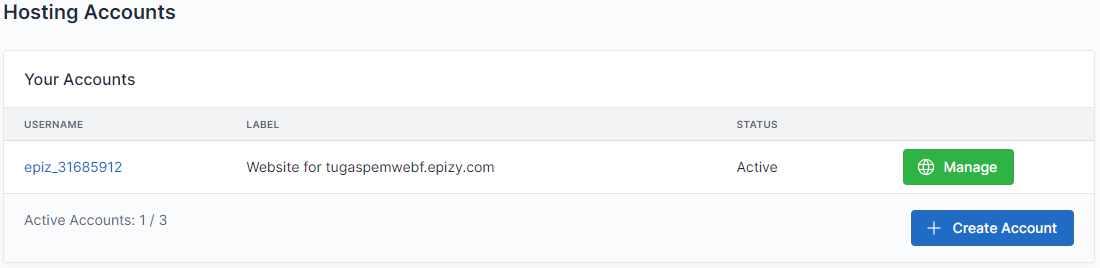 Hosting Accounts
Your Accounts
USERNAME LABEL STATUS
epiz_31685912 Website for tugaspemwebf.epizy.com Active Manage
Active Accounts: 1 / 3
Create Account